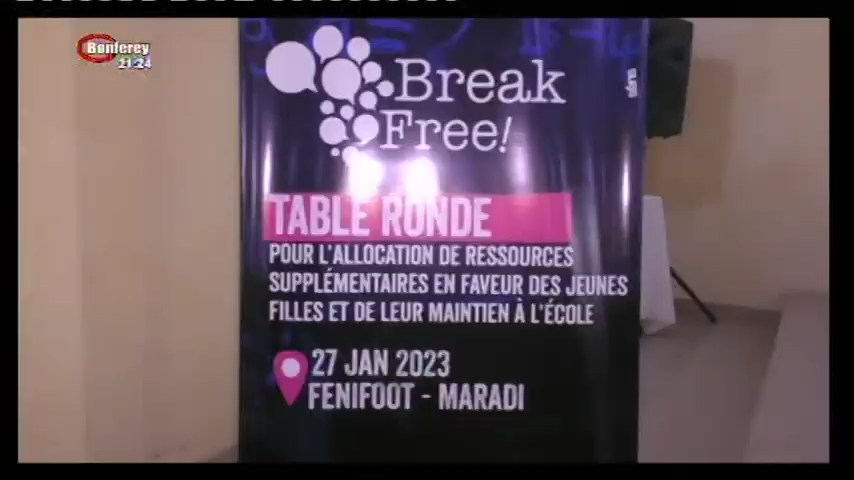 Bonferey
21:24
Break
Free!
TABLE RONDE
POUR L'ALLOCATION DE RESSOURCES
SUPPLÉMENTAIRES EN FAVEUR DES JEUNES
FILLES ET DE LEUR MAINTIEN À L'ÉCOLE
27 JAN 2023
FENIFOOT - MARADI